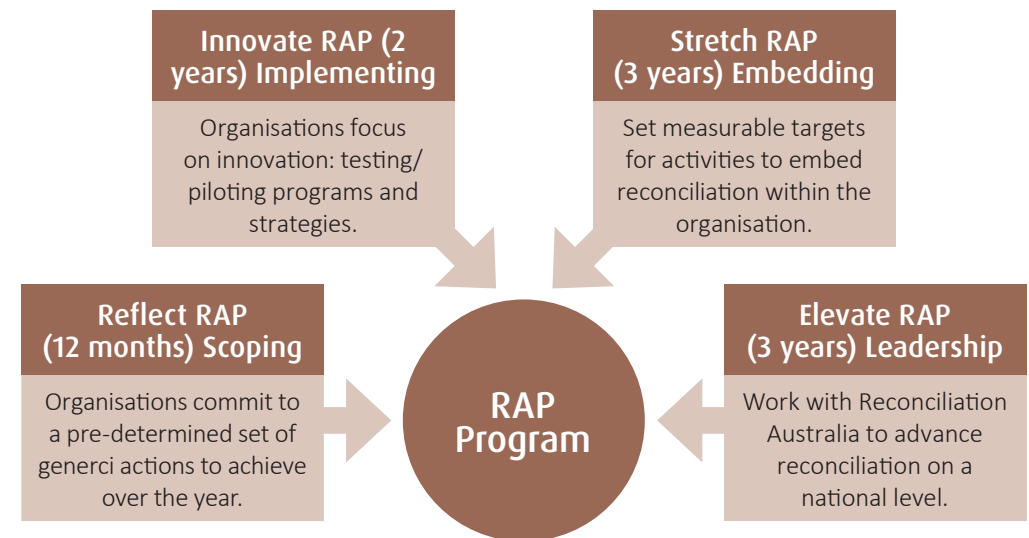 Innovate RAP (2
years) Implementing
Organisations focus
on innovation: testing/
piloting programs and
strategies.
Stretch RAP
(3 years) Embedding
Set measurable targets
for activities to embed
reconciliation within the
organisation.
Reflect RAP
(12 months) Scoping
Organisations commit to
a pre-determined set of
generci actions to achieve
over the year.
RAP
Program
Elevate RAP
(3 years) Leadership
Work with Reconciliation
Australia to advance
reconciliation on a
national level.